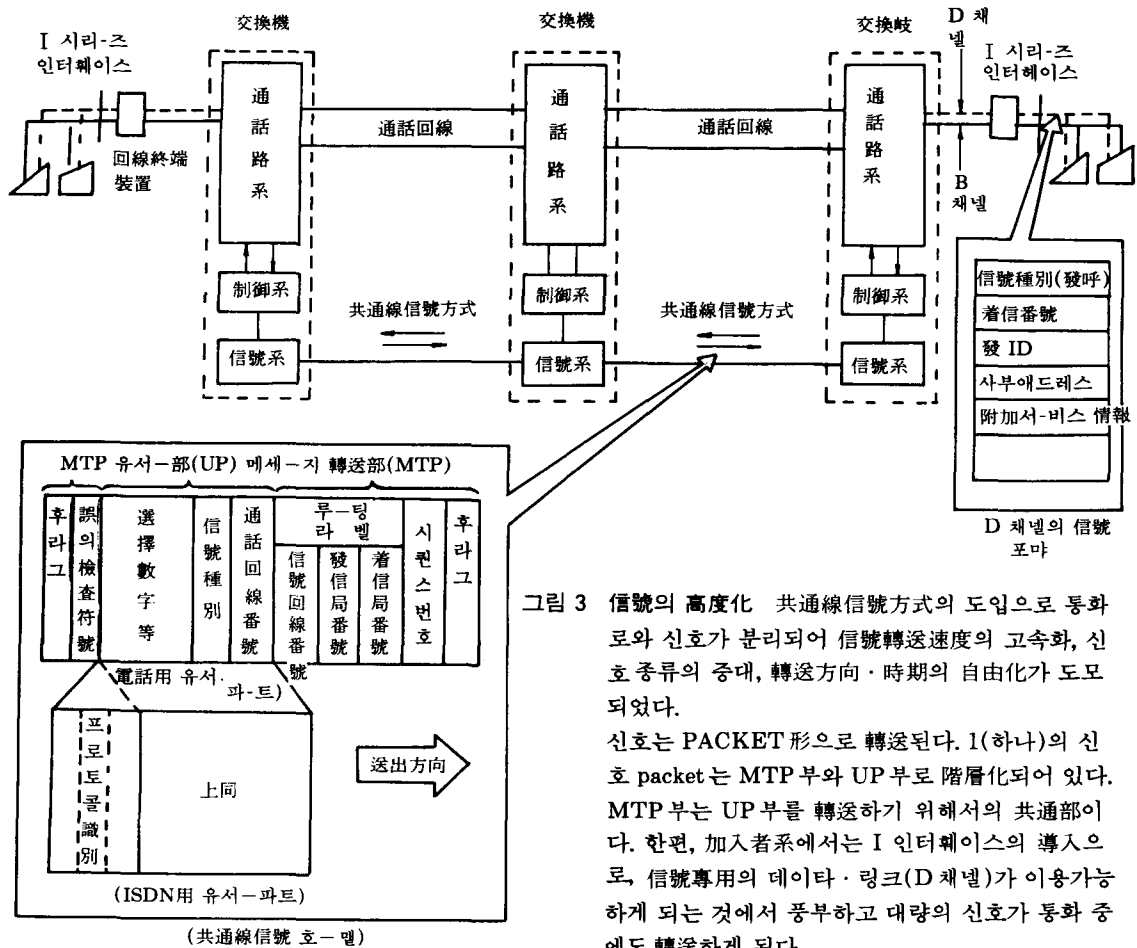 交換機
交換機
交換岐
D 채
넬
I 시리-즈
인터훼이스
I 시리-즈
인터헤이스
通話路系
通話路系
通話路系
通話回線
通話回線
回線終端
裝置
B
채넬
制御系
制御系
制御系
共通線信號方式
共通線信號方式
信號系
信號系
信號系
信號種別(發呼)
着信番號
發 ID
사부애드레스
附加서-비스 情報
D 채넬의 信號
포먀
MTP 유서-部(UP) 메세-지 轉送部(MTP)
후라그
誤의檢査符號
選擇數字等
信號種別
通話回線番號
루-팅
라 벨
信號回線番號
發信局番號
着信局番號
시퀸스번호
후라그
電話用 유서.
파-트)
프로토콜識別
上同
送出方向
(ISDN用 유서-파트)
(共通線信號 호-멜)
그림 3 信號의 高度化 共通線信號方式의 도입으로 통화
로와 신호가 분리되어 信號轉送速度의 고속화, 신
호 종류의 증대, 轉送方向·時期의 自由化가 도모
되었다.
신호는 PACKET形으로 轉送된다. 1(하나)의 신
호 packet는 MTP부와 UP부로 階層化되어 있다.
MTP부는 UP부를 轉送하기 위해서의 共通部이
다. 한편, 加入者系에서는 I 인터훼이스의 導入으
로, 信號專用의 데이타·링크(D 채넬)가 이용가능
하게 되는 것에서 풍부하고 대량의 신호가 통화 중
에도 轉送하게 된다.